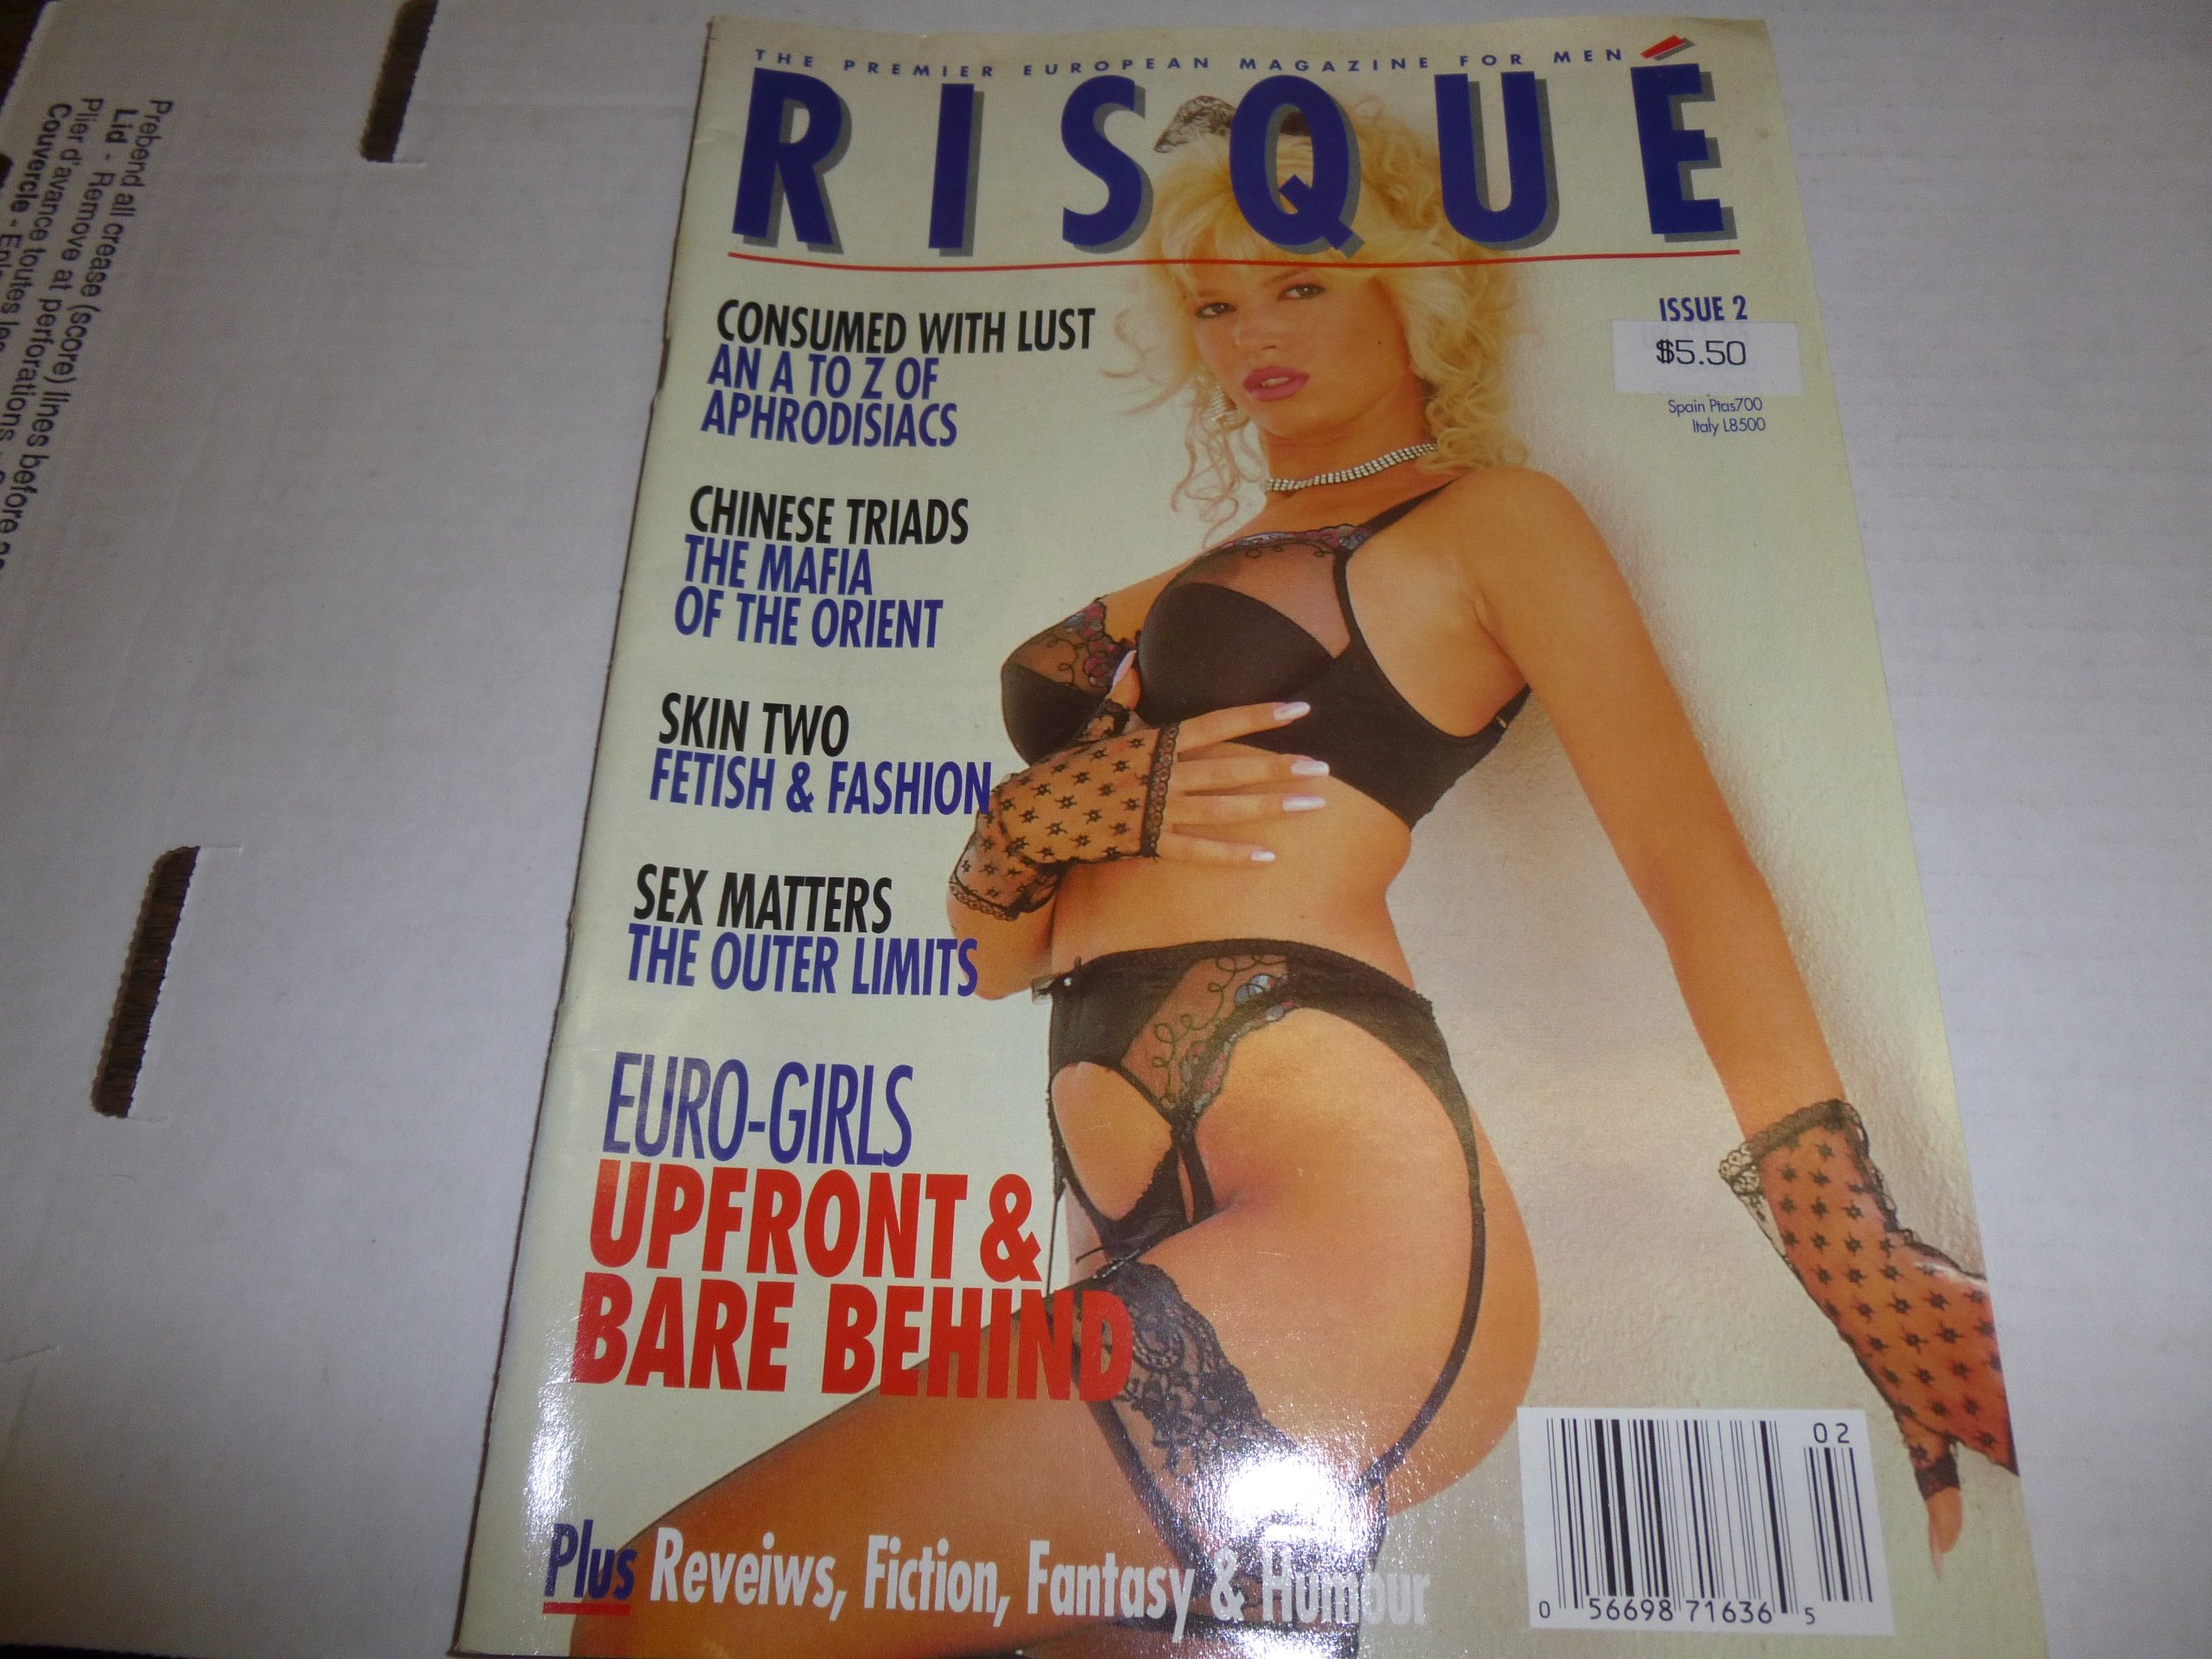 THE PREMIER EUROPEAN MAGAZINE FOR MEN
RISQUÉ
ISSUE 2
$5.50
Spain Ptas700
Italy L8500
CONSUMED WITH LUST
AN A TO Z OF
APHRODISIACS
CHINESE TRIADS
THE MAFIA
OF THE ORIENT
SKIN TWO
FETISH & FASHION
SEX MATTERS
THE OUTER LIMITS
EURO-GIRLS
UPFRONT &
BARE BEHIND
Plus Reveiws, Fiction, Fantasy & Humour
02
0 56698 71636 5
Prebend all crease (score) lines before
Lid - Remove at perforations
Plier d'avance toutes les
Couvercle -